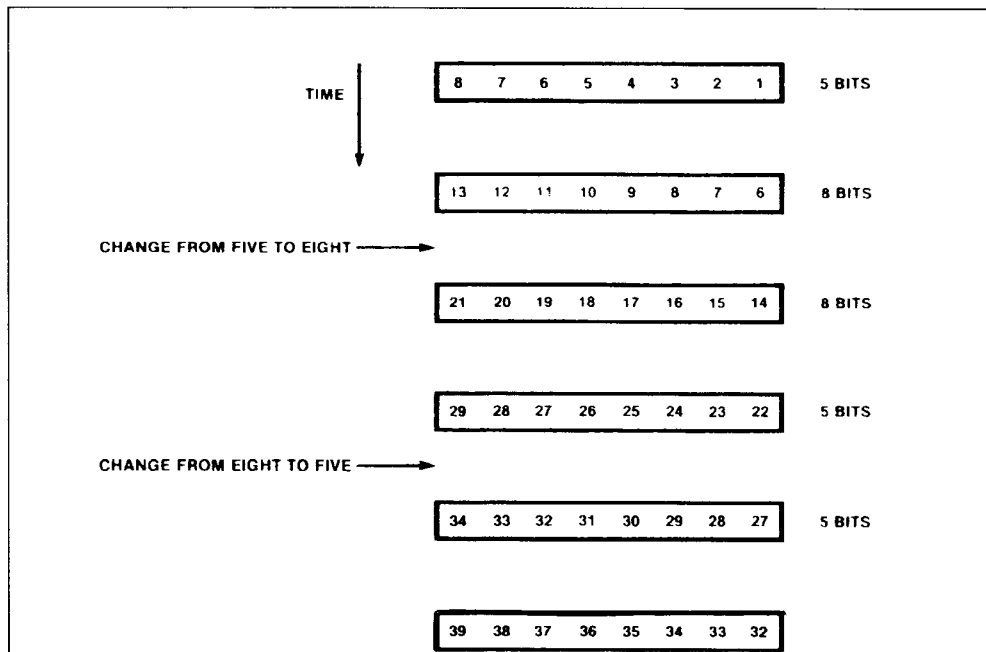 TIME
8 7 6 5 4 3 2 1 5 BITS
13 12 11 10 9 8 7 6 8 BITS
CHANGE FROM FIVE TO EIGHT
21 20 19 18 17 16 15 14 8 BITS
29 28 27 26 25 24 23 22 5 BITS
CHANGE FROM EIGHT TO FIVE
34 33 32 31 30 29 28 27 5 BITS
39 38 37 36 35 34 33 32